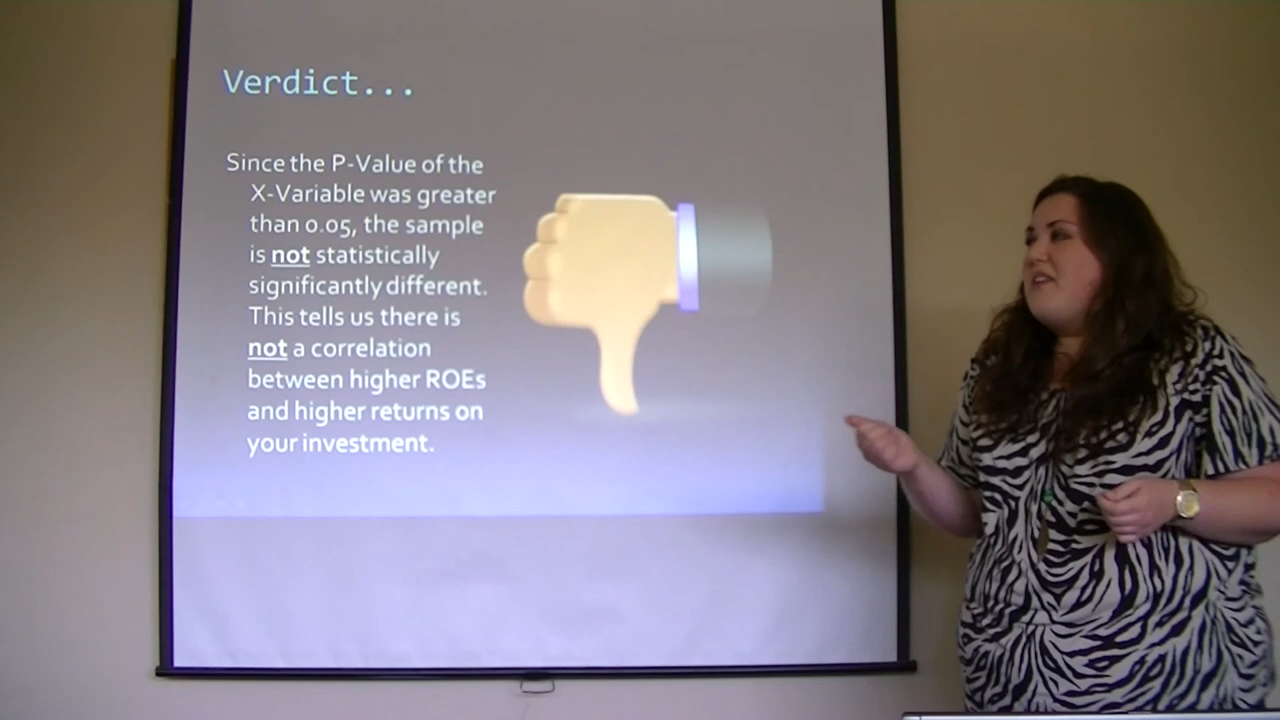 Verdict...
Since the P-Value of the
X-Variable was greater
than 0.05, the sample
is not statistically
significantly different.
This tells us there is
not a correlation
between higher ROEs
and higher returns on
your investment.